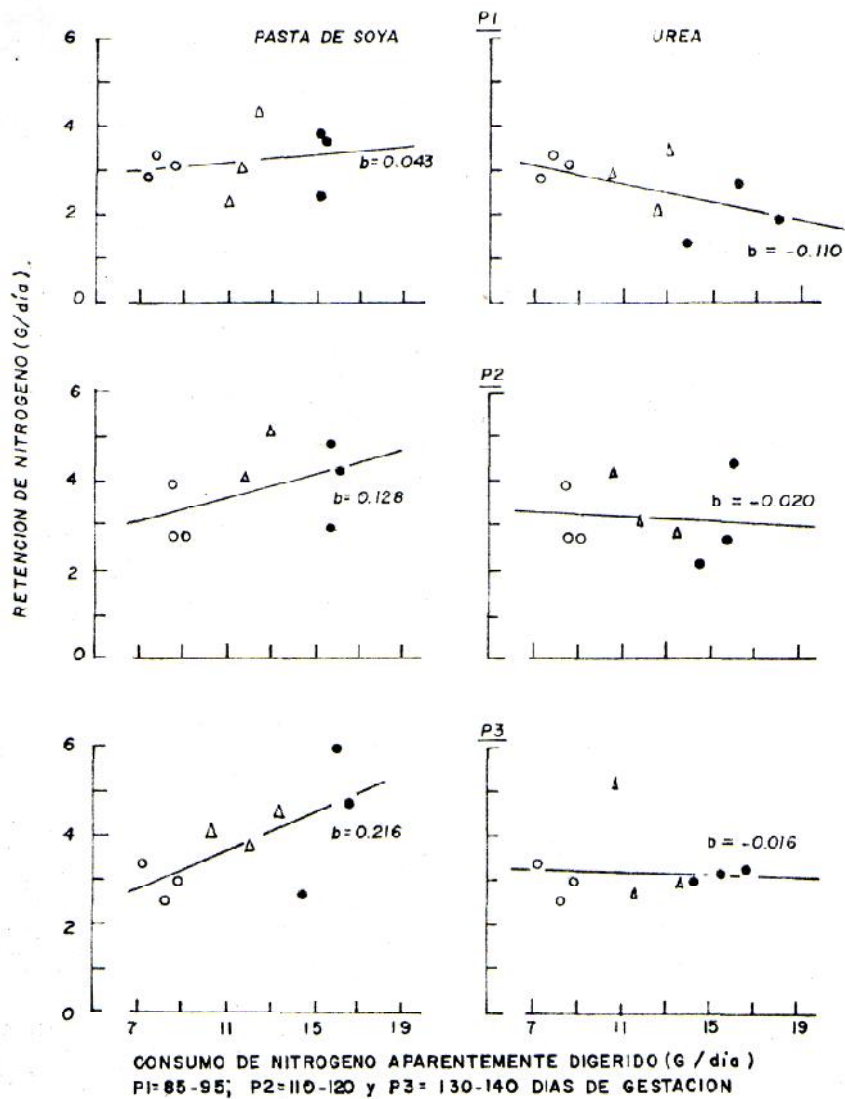 PASTA DE SOYA
P1
UREA
6
4
2
0
b=0.043
b = -0.110
RETENCION DE NITROGENO (G/día).
P2
6
4
2
0
b=0.128
b = -0.020
P3
6
4
2
0
b=0.216
b = -0.016
7 11 15 19
7 11 15 19
CONSUMO DE NITROGENO APARENTEMENTE DIGERIDO (G /día)
P1=85-95; P2=110-120 y P3= 130-140 DIAS DE GESTACION